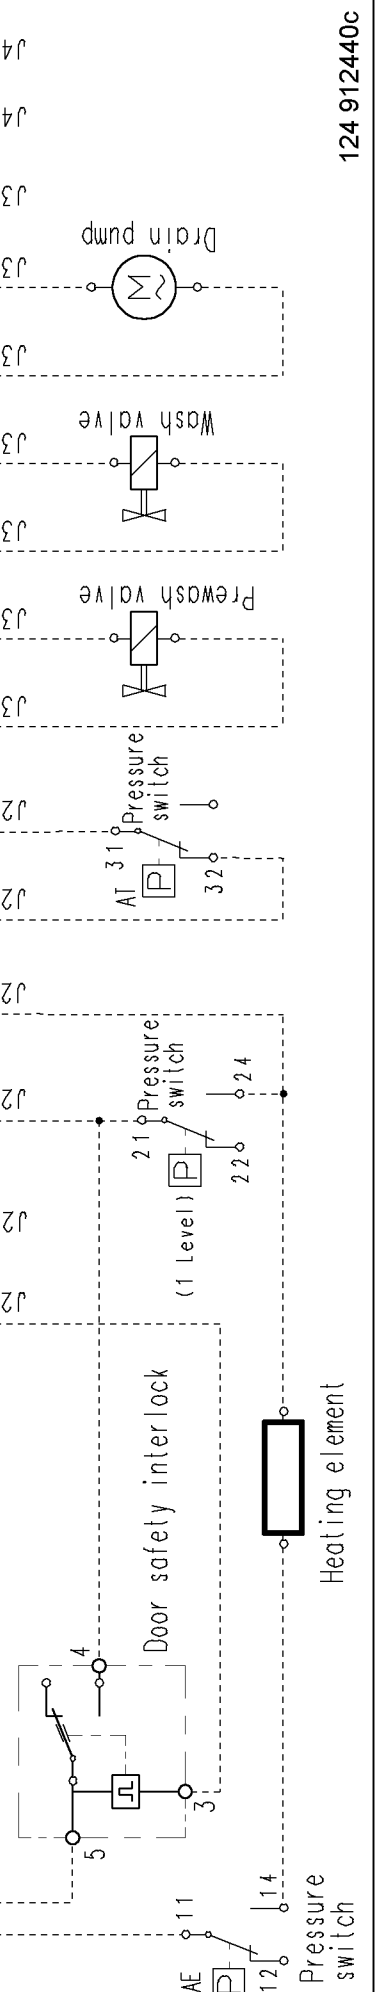 124 912440c
J4
J4
J3
Drain pump
J3
J3
Wash valve
J3
J3
Prewash valve
J3
J3
Pressure
switch
J2
31
AT
P
32
J2
J2
Pressure
switch
24
J2
21
P
22
(1 Level)
J2
J2
Door safety interlock
Heating element
4
3
5
11
14
AE
P
12
Pressure
switch